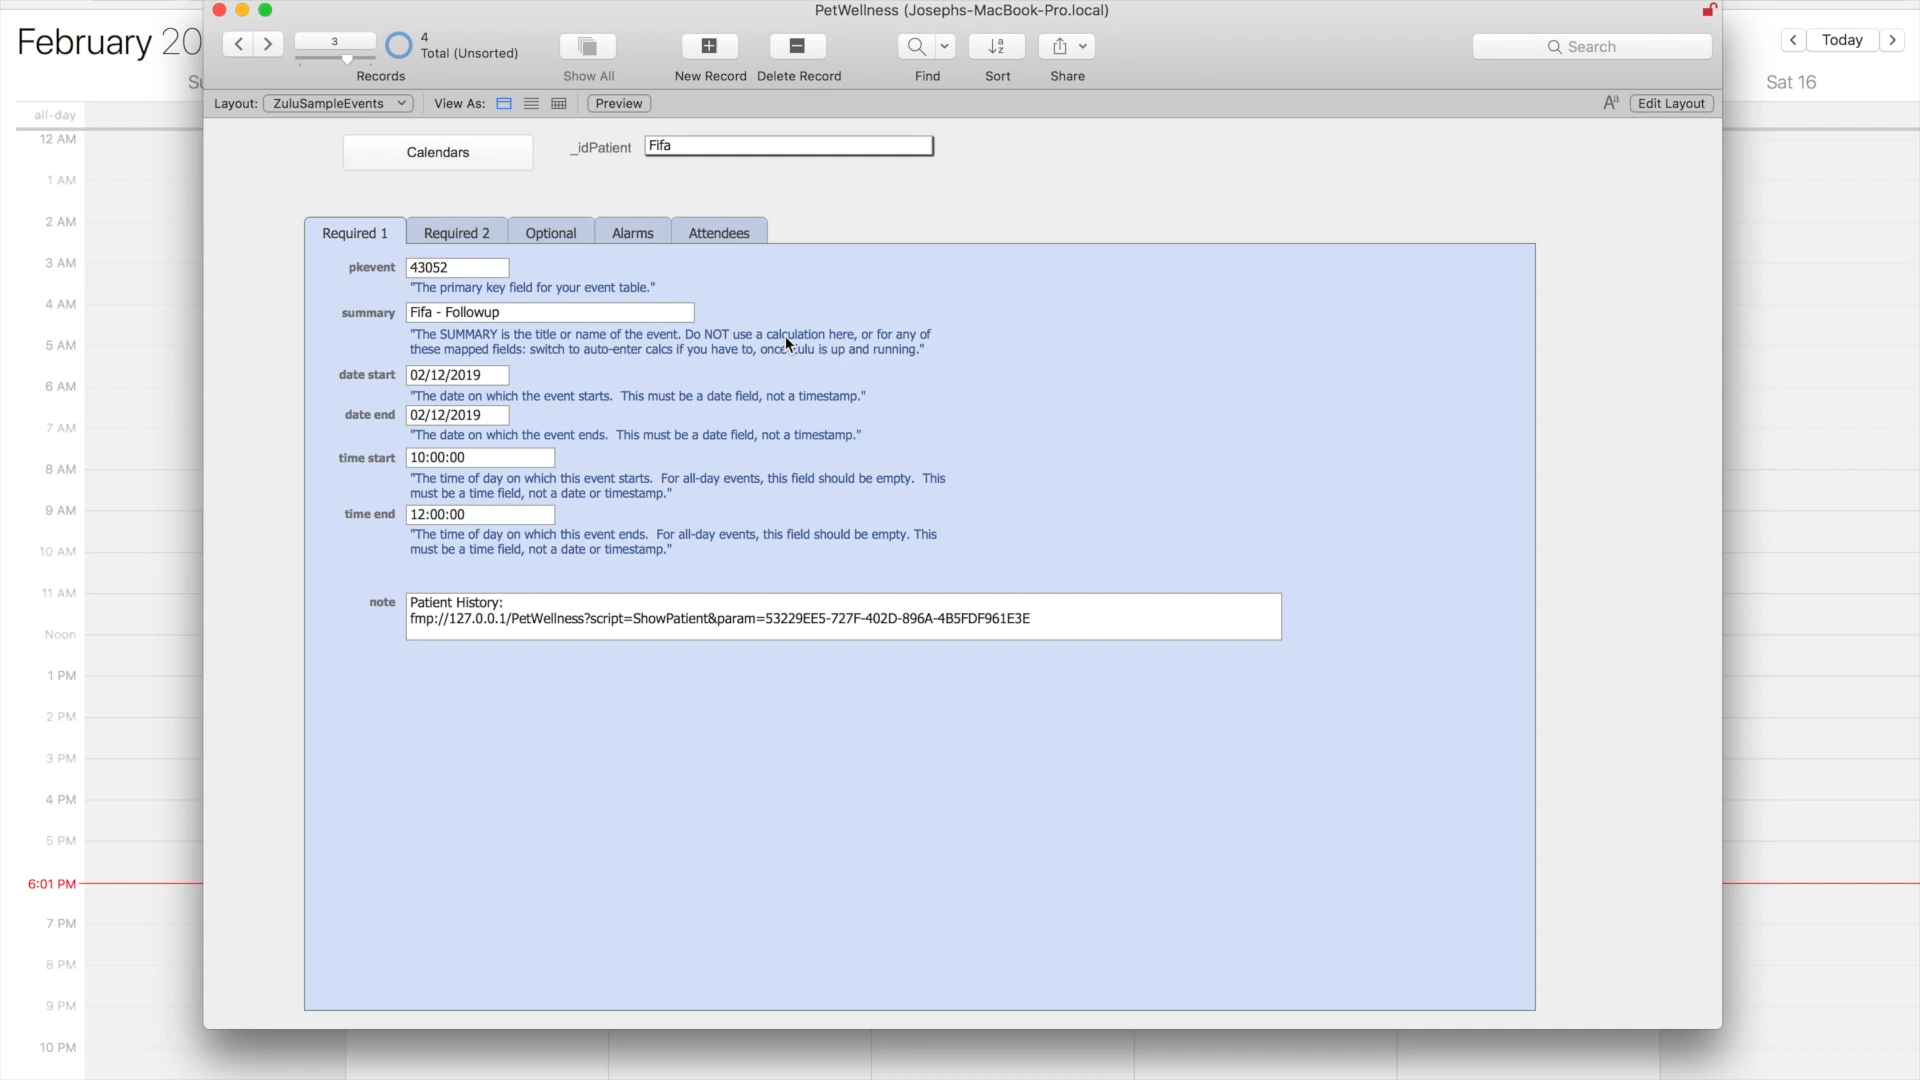 PetWellness (Josephs-MacBook-Pro.local)
February 20
Today
Su
Sat 16
3
4
Total (Unsorted)
Records
Show All
New Record
Delete Record
Find
Sort
Share
Search
Layout:
ZuluSampleEvents
View As:
Preview
Aa
Edit Layout
all-day
12 AM
1 AM
2 AM
3 AM
4 AM
5 AM
6 AM
7 AM
8 AM
9 AM
10 AM
11 AM
Noon
1 PM
2 PM
3 PM
4 PM
5 PM
6:01 PM
7 PM
8 PM
9 PM
10 PM
Calendars
_idPatient
Fifa
Required 1
Required 2
Optional
Alarms
Attendees
pkevent
43052
"The primary key field for your event table."
summary
Fifa - Followup
"The SUMMARY is the title or name of the event. Do NOT use a calculation here, or for any of
these mapped fields: switch to auto-enter calcs if you have to, once Zulu is up and running."
date start
02/12/2019
"The date on which the event starts.  This must be a date field, not a timestamp."
date end
02/12/2019
"The date on which the event ends.  This must be a date field, not a timestamp."
time start
10:00:00
"The time of day on which this event starts.  For all-day events, this field should be empty.  This
must be a time field, not a date or timestamp."
time end
12:00:00
"The time of day on which this event ends.  For all-day events, this field should be empty. This
must be a time field, not a date or timestamp."
note
Patient History:
fmp://127.0.0.1/PetWellness?script=ShowPatient&param=53229EE5-727F-402D-896A-4B5FDF961E3E